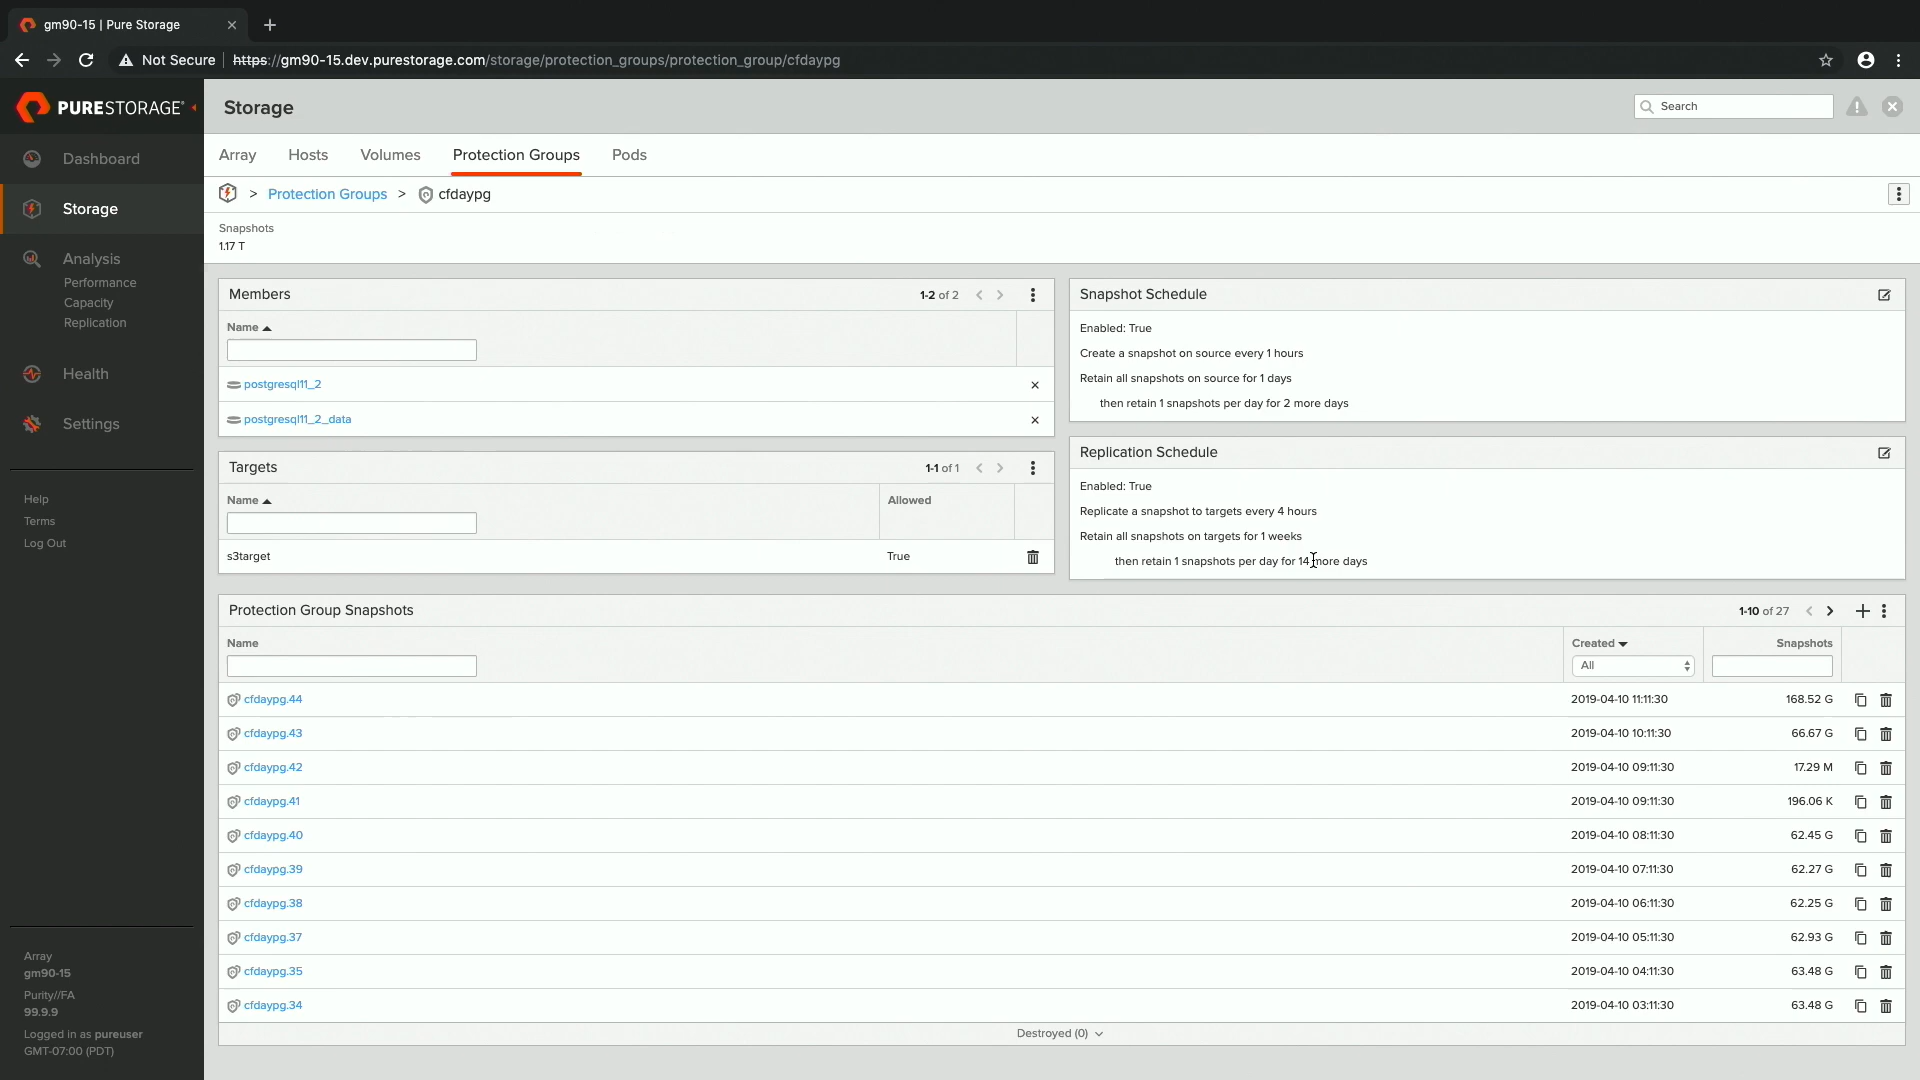 gm90-15 | Pure Storage
Not Secure https://gm90-15.dev.purestorage.com/storage/protection_groups/protection_group/cfdaypg
PURESTORAGE®
Storage
Search
Dashboard
Storage
Analysis
Performance
Capacity
Replication
Health
Settings
Help
Terms
Log Out
Array
gm90-15
Purity//FA
99.9.9
Logged in as pureuser
GMT-07:00 (PDT)
Array Hosts Volumes Protection Groups Pods
> Protection Groups > cfdaypg
Snapshots
1.17 T
Members 1-2 of 2
Name
postgresql11_2
postgresql11_2_data
Targets 1-1 of 1
Name Allowed
s3target True
Snapshot Schedule
Enabled: True
Create a snapshot on source every 1 hours
Retain all snapshots on source for 1 days
then retain 1 snapshots per day for 2 more days
Replication Schedule
Enabled: True
Replicate a snapshot to targets every 4 hours
Retain all snapshots on targets for 1 weeks
then retain 1 snapshots per day for 14 more days
Protection Group Snapshots 1-10 of 27
Name Created Snapshots
All
cfdaypg.44 2019-04-10 11:11:30 168.52 G
cfdaypg.43 2019-04-10 10:11:30 66.67 G
cfdaypg.42 2019-04-10 09:11:30 17.29 M
cfdaypg.41 2019-04-10 09:11:30 196.06 K
cfdaypg.40 2019-04-10 08:11:30 62.45 G
cfdaypg.39 2019-04-10 07:11:30 62.27 G
cfdaypg.38 2019-04-10 06:11:30 62.25 G
cfdaypg.37 2019-04-10 05:11:30 62.93 G
cfdaypg.35 2019-04-10 04:11:30 63.48 G
cfdaypg.34 2019-04-10 03:11:30 63.48 G
Destroyed (0)